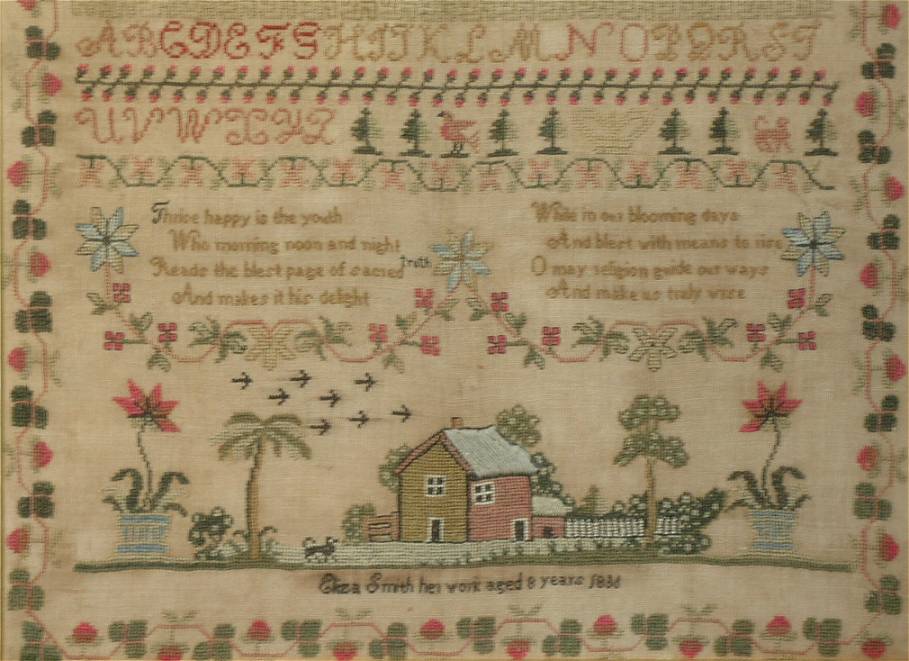 ABCDEFGHIJKLMNOPQRST
UVWXYZ
Thrice happy is the youth
Who morning noon and night
Reads the blest page of sacred Truth
And makes it his delight
While in our blooming days
And blest with means to rise
O may religion guide our ways
And make us truly wise
Eliza Smith her work aged 8 years